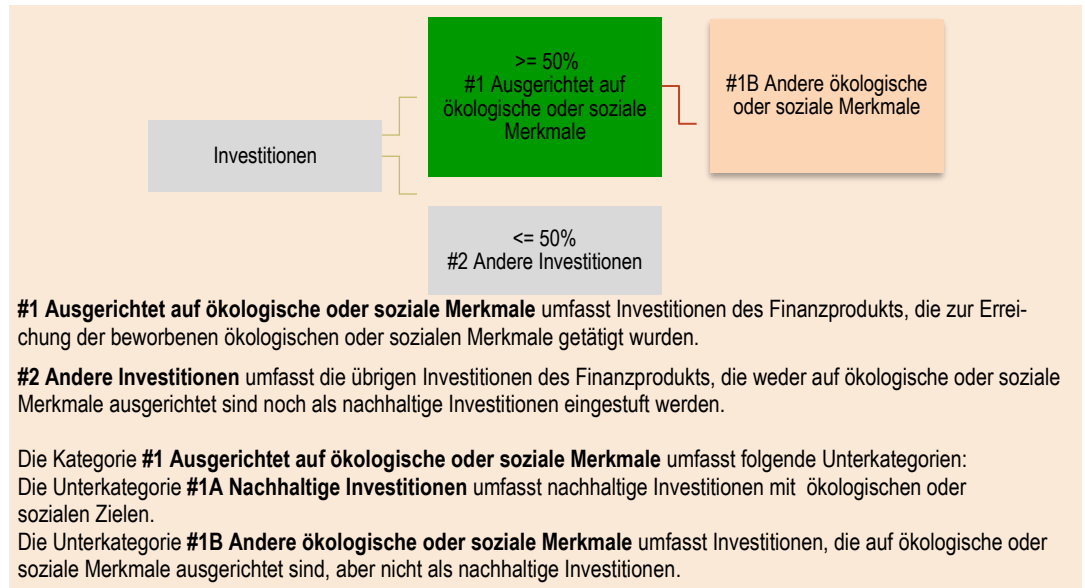 >= 50%
#1 Ausgerichtet auf
ökologische oder soziale
Merkmale
#1B Andere ökologische
oder soziale Merkmale
Investitionen
<= 50%
#2 Andere Investitionen
#1 Ausgerichtet auf ökologische oder soziale Merkmale umfasst Investitionen des Finanzprodukts, die zur Errei-
chung der beworbenen ökologischen oder sozialen Merkmale getätigt wurden.
#2 Andere Investitionen umfasst die übrigen Investitionen des Finanzprodukts, die weder auf ökologische oder soziale
Merkmale ausgerichtet sind noch als nachhaltige Investitionen eingestuft werden.
Die Kategorie #1 Ausgerichtet auf ökologische oder soziale Merkmale umfasst folgende Unterkategorien:
Die Unterkategorie #1A Nachhaltige Investitionen umfasst nachhaltige Investitionen mit ökologischen oder
sozialen Zielen.
Die Unterkategorie #1B Andere ökologische oder soziale Merkmale umfasst Investitionen, die auf ökologische oder
soziale Merkmale ausgerichtet sind, aber nicht als nachhaltige Investitionen.